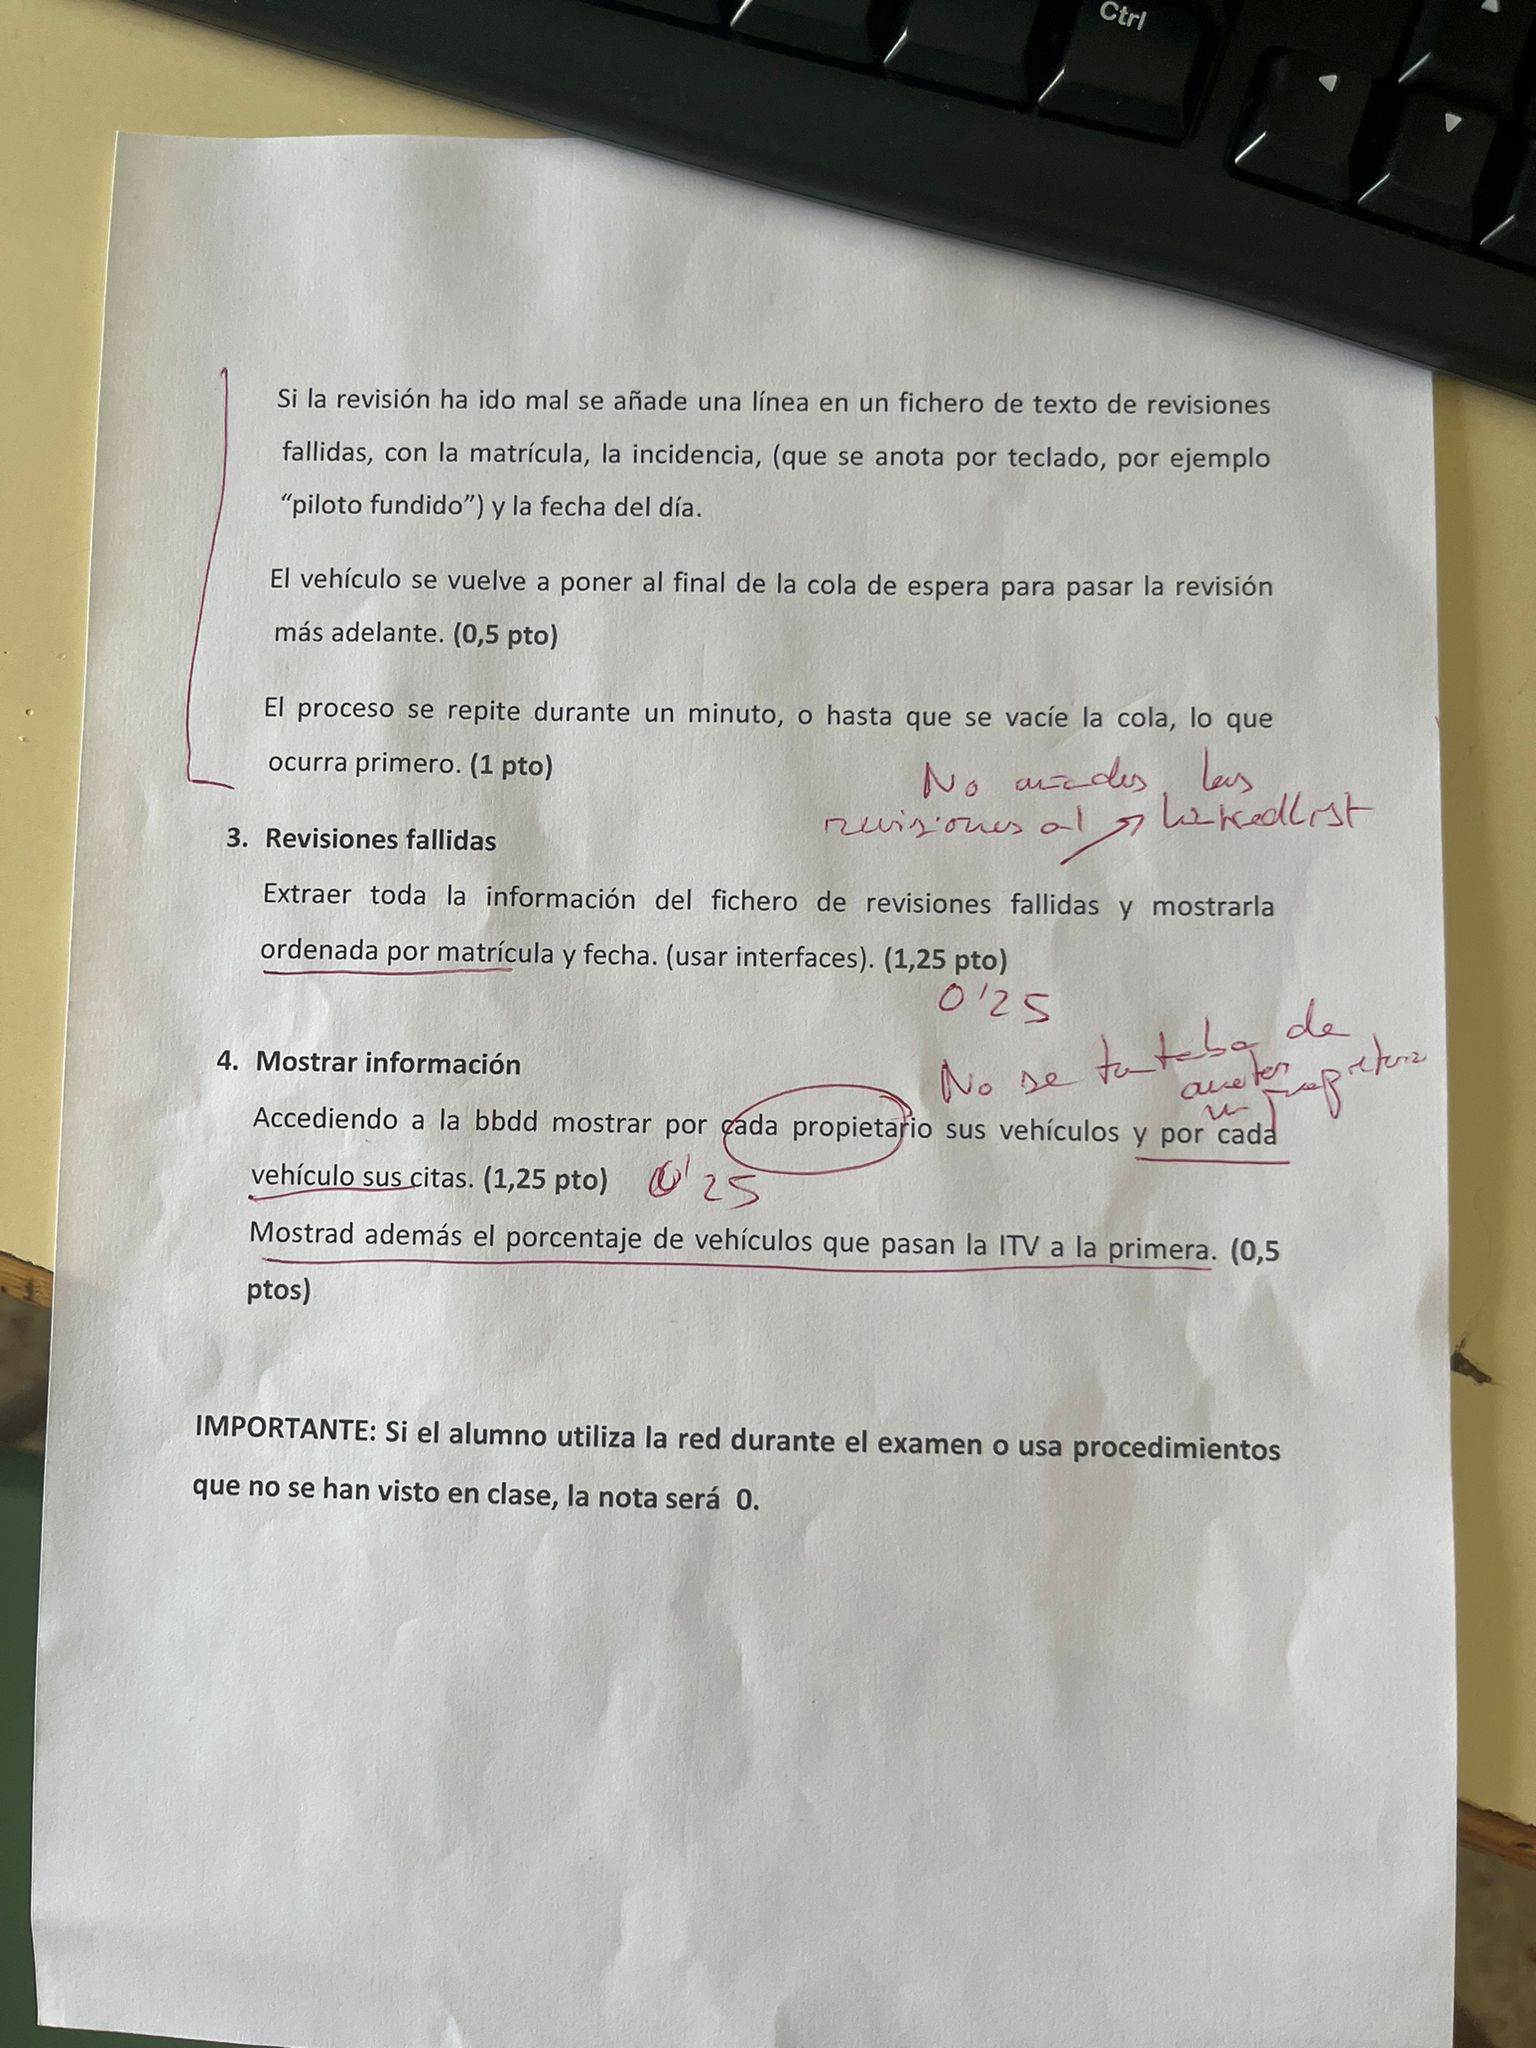 Ctrl
Si la revisión ha ido mal se añade una línea en un fichero de texto de revisiones
fallidas, con la matrícula, la incidencia, (que se anota por teclado, por ejemplo
“piloto fundido”) y la fecha del día.
El vehículo se vuelve a poner al final de la cola de espera para pasar la revisión
más adelante. (0,5 pto)
El proceso se repite durante un minuto, o hasta que se vacíe la cola, lo que
ocurra primero. (1 pto)
No añades las
revisiones al LinkedList
3. Revisiones fallidas
Extraer toda la información del fichero de revisiones fallidas y mostrarla
ordenada por matrícula y fecha. (usar interfaces). (1,25 pto)
0'25
No se trataba de
un propietario
4. Mostrar información
Accediendo a la bbdd mostrar por cada propietario sus vehículos y por cada
vehículo sus citas. (1,25 pto) 0'25
Mostrad además el porcentaje de vehículos que pasan la ITV a la primera. (0,5
ptos)
IMPORTANTE: Si el alumno utiliza la red durante el examen o usa procedimientos
que no se han visto en clase, la nota será 0.